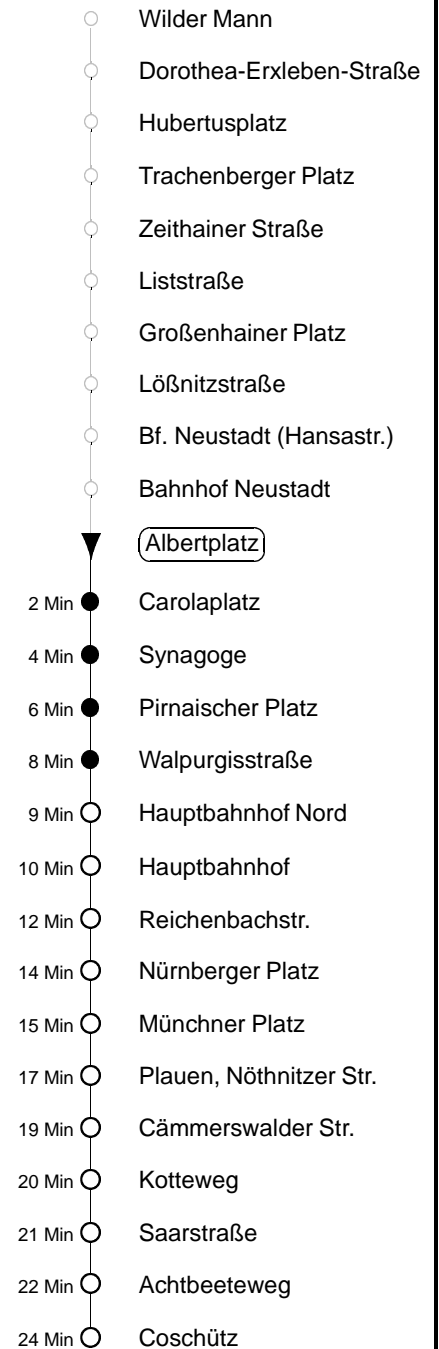 Wilder Mann
Dorothea-Erxleben-Straße
Hubertusplatz
Trachenberger Platz
Zeithainer Straße
Liststraße
Großenhainer Platz
Lößnitzstraße
Bf. Neustadt (Hansastr.)
Bahnhof Neustadt
Albertplatz
2 Min Carolaplatz
4 Min Synagoge
6 Min Pirnaischer Platz
8 Min Walpurgisstraße
9 Min Hauptbahnhof Nord
10 Min Hauptbahnhof
12 Min Reichenbachstr.
14 Min Nürnberger Platz
15 Min Münchner Platz
17 Min Plauen, Nöthnitzer Str.
19 Min Cämmerswalder Str.
20 Min Kotteweg
21 Min Saarstraße
22 Min Achtbeeteweg
24 Min Coschütz